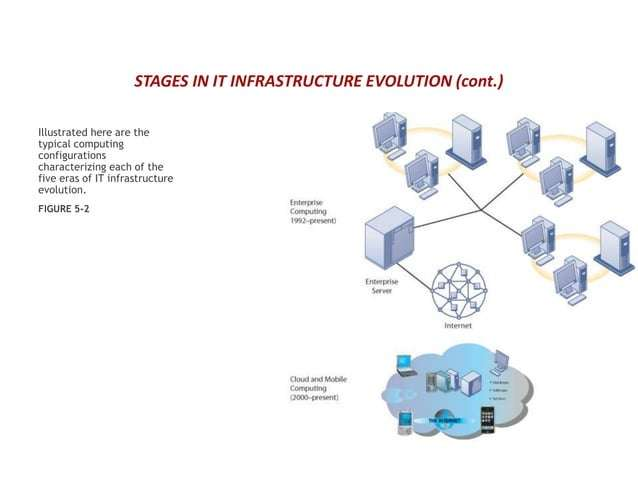 STAGES IN IT INFRASTRUCTURE EVOLUTION (cont.)
Illustrated here are the
typical computing
configurations
characterizing each of the
five eras of IT infrastructure
evolution.
FIGURE 5-2
Enterprise
Computing
1992–present)
Enterprise
Server
Internet
Cloud and Mobile
Computing
(2000–present)
THE INTERNET